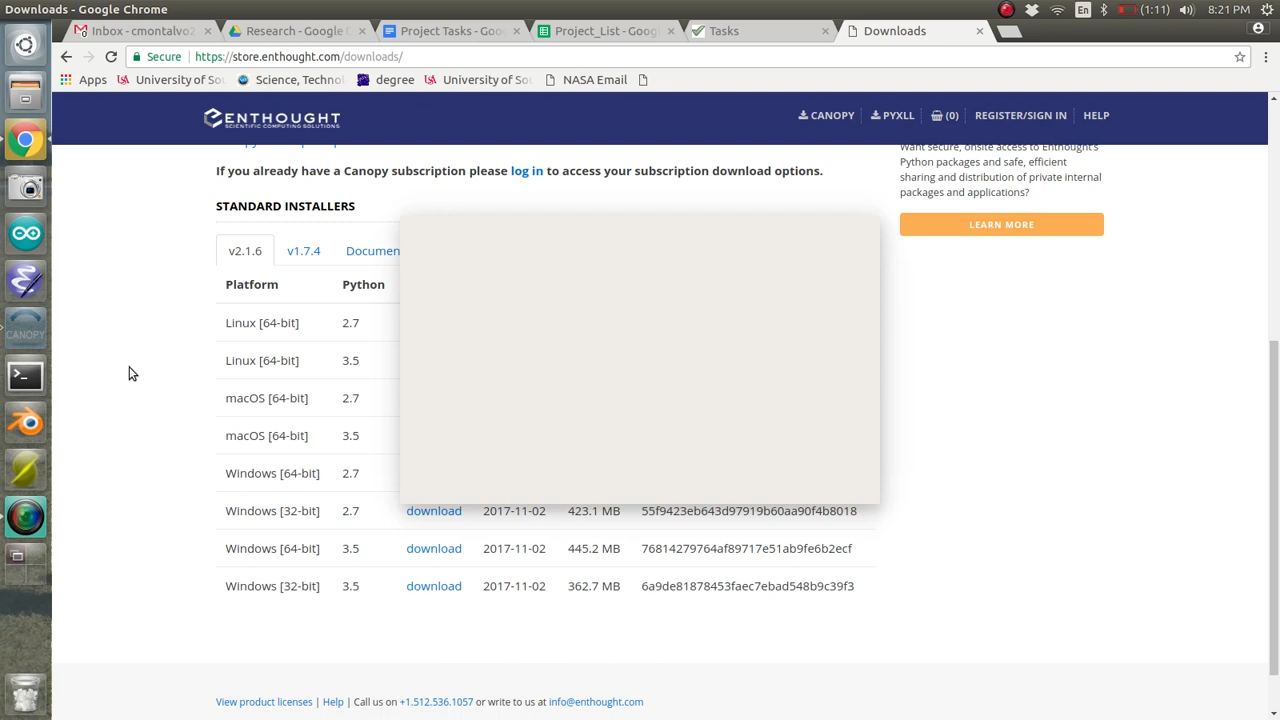 Downloads - Google Chrome
En (1:11) 8:21 PM
Inbox - cmontalvo2
Research - Google D
Project Tasks - Goog
Project_List - Goog
Tasks
Downloads
Secure https://store.enthought.com/downloads/
Apps University of So Science, Techno degree University of So NASA Email
ENTHOUGHT
SCIENTIFIC COMPUTING SOLUTIONS
CANOPY PYXLL (0) REGISTER/SIGN IN HELP
Want secure, onsite access to Enthought's
Python packages and safe, efficient
sharing and distribution of private internal
packages and applications?
LEARN MORE
If you already have a Canopy subscription please log in to access your subscription download options.
STANDARD INSTALLERS
v2.1.6 v1.7.4 Documen
Platform Python
Linux [64-bit] 2.7
Linux [64-bit] 3.5
macOS [64-bit] 2.7
macOS [64-bit] 3.5
Windows [64-bit] 2.7
Windows [32-bit] 2.7 download 2017-11-02 423.1 MB 55f9423eb643d97919b60aa90f4b8018
Windows [64-bit] 3.5 download 2017-11-02 445.2 MB 76814279764af89717e51ab9fe6b2ecf
Windows [32-bit] 3.5 download 2017-11-02 362.7 MB 6a9de81878453faec7ebad548b9c39f3
View product licenses | Help | Call us on +1.512.536.1057 or write to us at info@enthought.com
CANOPY